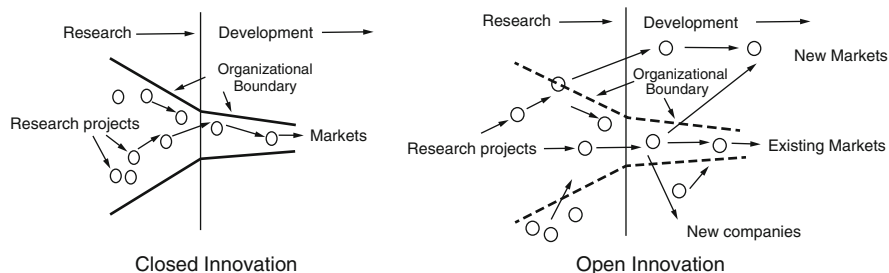 Research
Development
Organizational
Boundary
Research projects
Markets
Closed Innovation
Research
Development
New Markets
Organizational
Boundary
Research projects
Existing Markets
New companies
Open Innovation